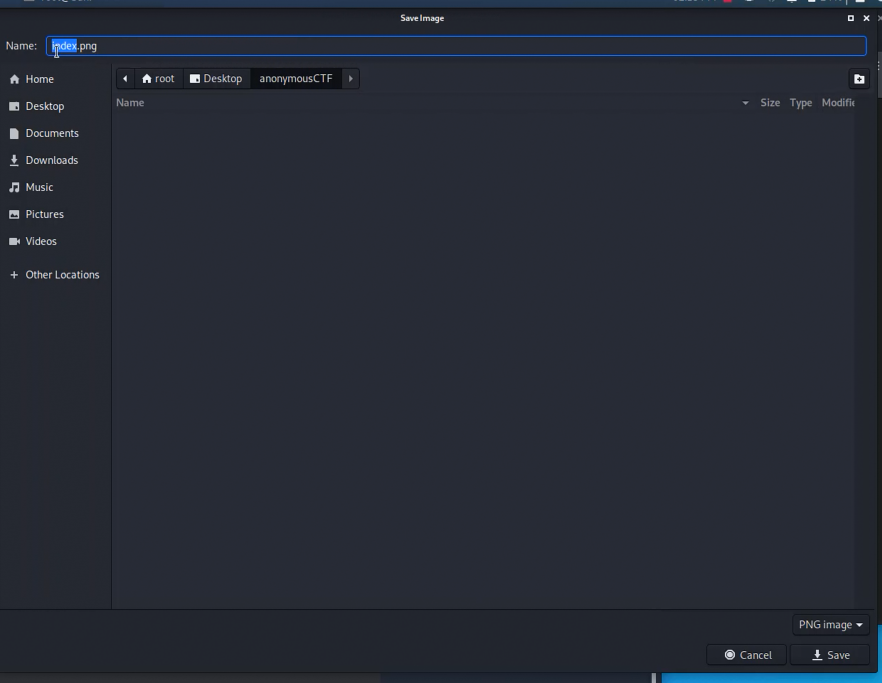 Save Image
Name: index.png
Home
Desktop
Documents
Downloads
Music
Pictures
Videos
Other Locations
root Desktop anonymousCTF
Name Size Type Modifie
PNG image
Cancel Save